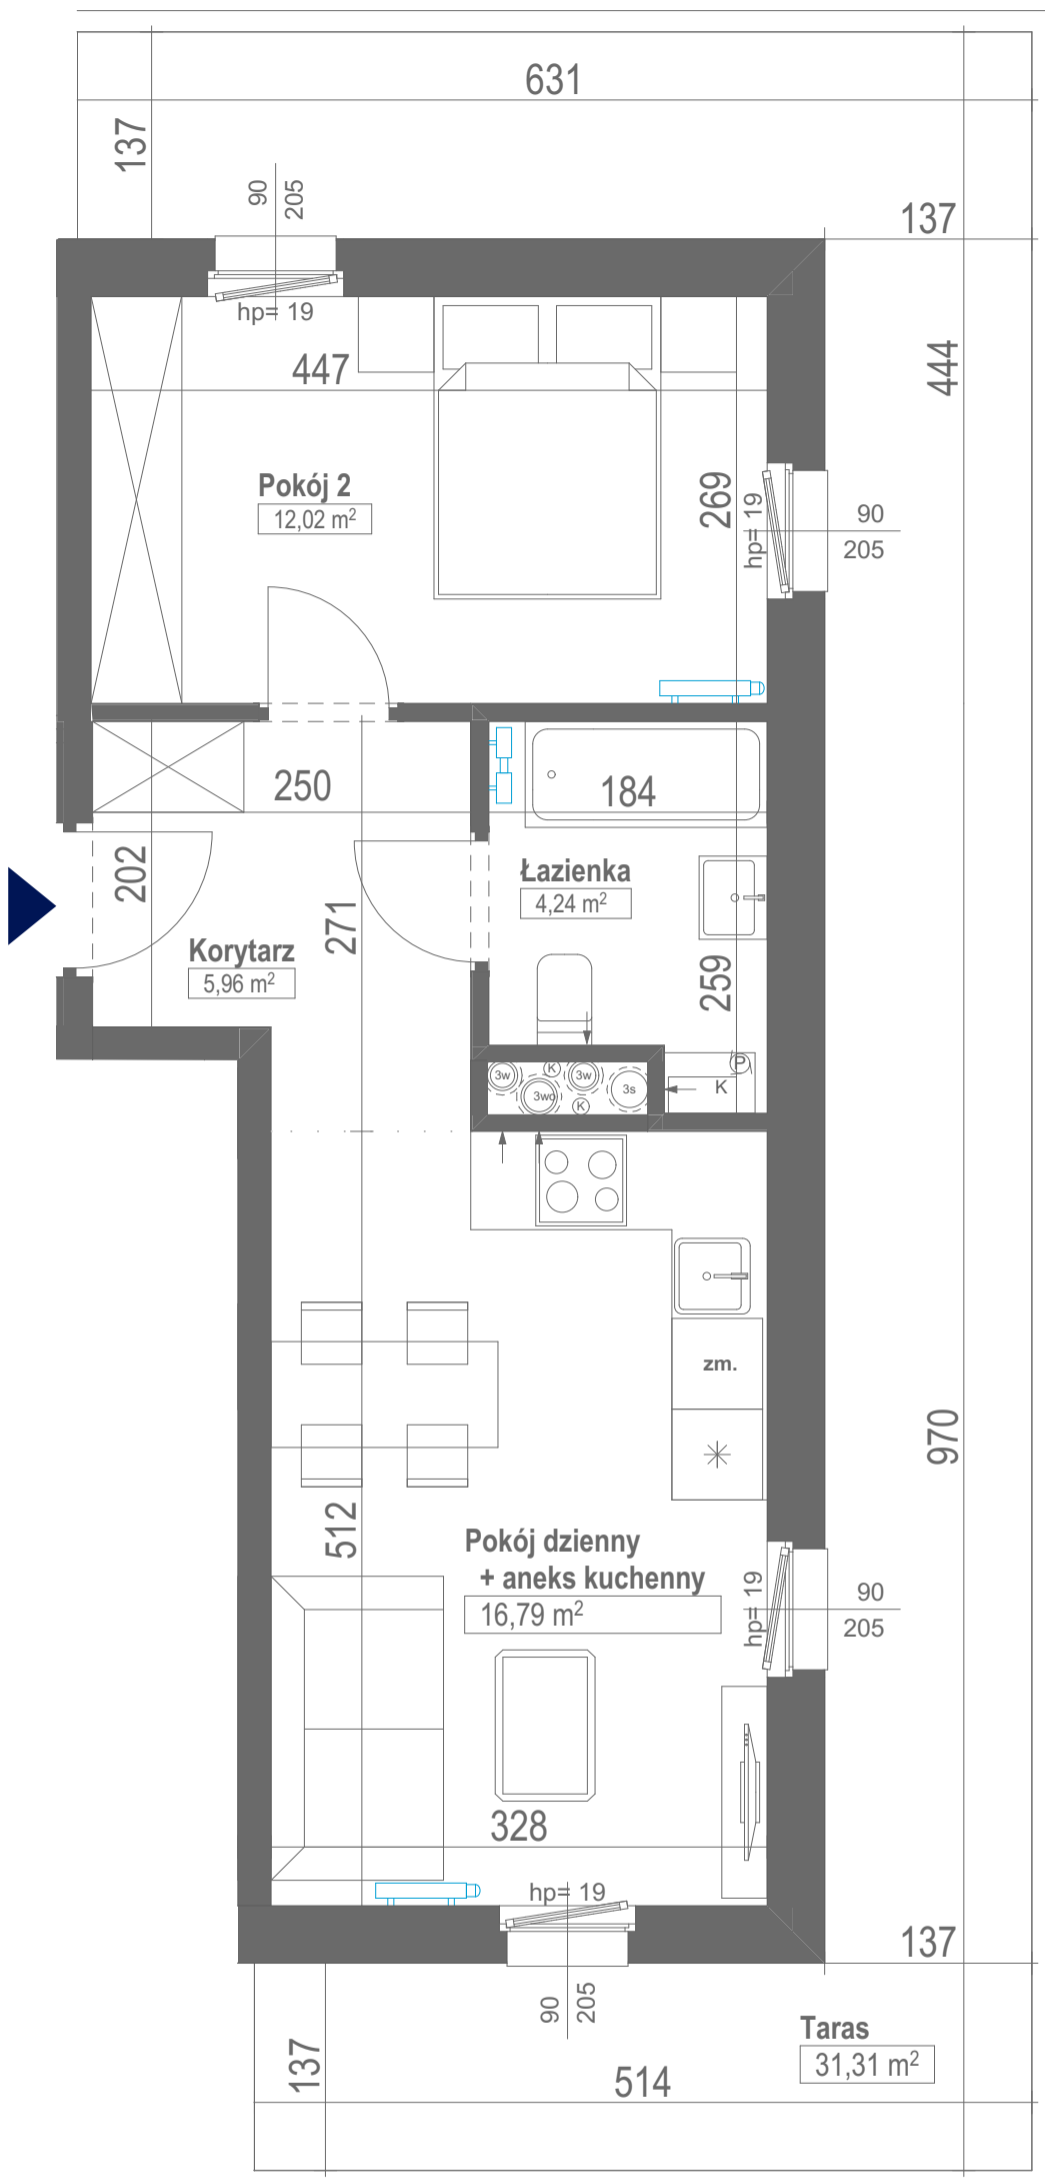 631
137
90
205
137
hp= 19
447
444
Pokój 2
12,02 m²
269
hp= 19
90
205
250
184
202
271
Łazienka
4,24 m²
Korytarz
5,96 m²
259
3w
K
3w
3wo
K
3s
P
K
zm.
970
512
Pokój dzienny
+ aneks kuchenny
16,79 m²
hp= 19
90
205
328
hp= 19
137
90
205
Taras
31,31 m²
137
514